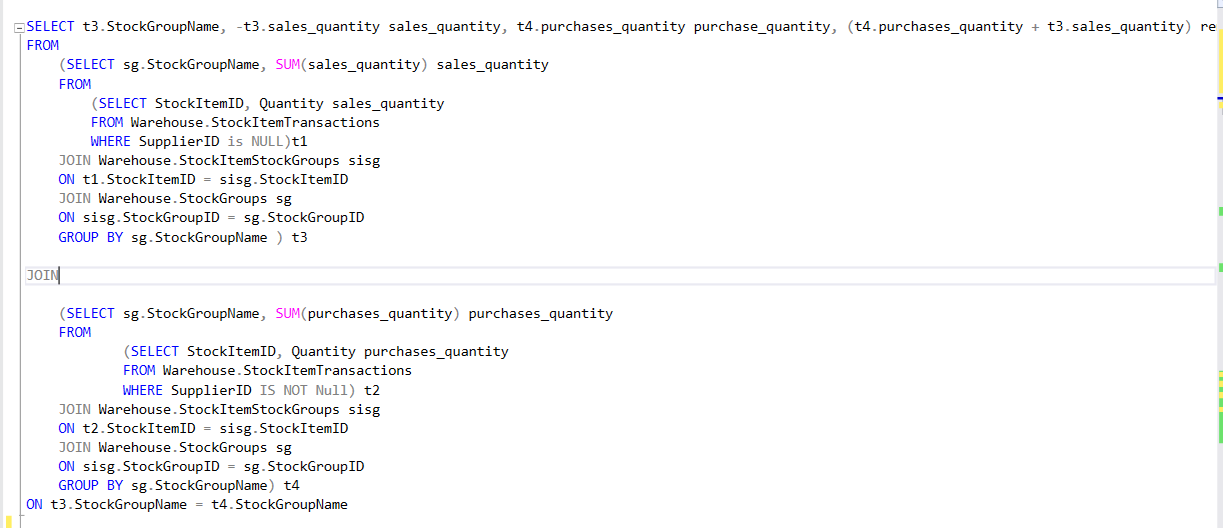 SELECT t3.StockGroupName, -t3.sales_quantity sales_quantity, t4.purchases_quantity purchase_quantity, (t4.purchases_quantity + t3.sales_quantity) re
FROM
(SELECT sg.StockGroupName, SUM(sales_quantity) sales_quantity
FROM
(SELECT StockItemID, Quantity sales_quantity
FROM Warehouse.StockItemTransactions
WHERE SupplierID is NULL)t1
JOIN Warehouse.StockItemStockGroups sisg
ON t1.StockItemID = sisg.StockItemID
JOIN Warehouse.StockGroups sg
ON sisg.StockGroupID = sg.StockGroupID
GROUP BY sg.StockGroupName ) t3
JOIN
(SELECT sg.StockGroupName, SUM(purchases_quantity) purchases_quantity
FROM
(SELECT StockItemID, Quantity purchases_quantity
FROM Warehouse.StockItemTransactions
WHERE SupplierID IS NOT Null) t2
JOIN Warehouse.StockItemStockGroups sisg
ON t2.StockItemID = sisg.StockItemID
JOIN Warehouse.StockGroups sg
ON sisg.StockGroupID = sg.StockGroupID
GROUP BY sg.StockGroupName) t4
ON t3.StockGroupName = t4.StockGroupName